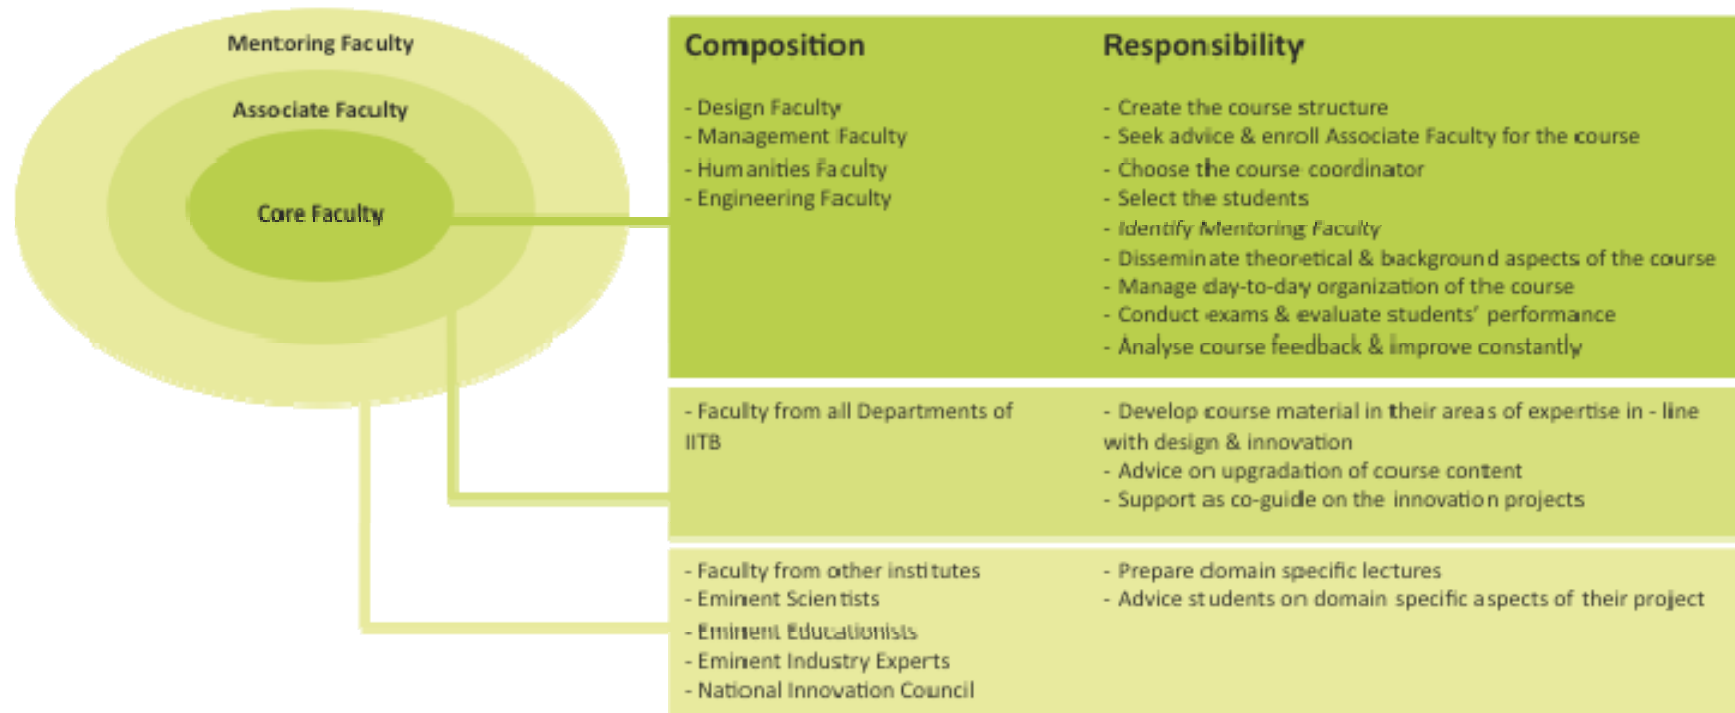 Mentoring Faculty
Associate Faculty
Core Faculty
Composition
- Design Faculty
- Management Faculty
- Humanities Faculty
- Engineering Faculty
Responsibility
- Create the course structure
- Seek advice & enroll Associate Faculty for the course
- Choose the course coordinator
- Select the students
- Identify Mentoring Faculty
- Disseminate theoretical & background aspects of the course
- Manage day-to-day organization of the course
- Conduct exams & evaluate students' performance
- Analyse course feedback & improve constantly
- Faculty from all Departments of
IITB
- Develop course material in their areas of expertise in - line
with design & innovation
- Advice on upgradation of course content
- Support as co-guide on the innovation projects
- Faculty from other institutes
- Eminent Scientists
- Eminent Educationists
- Eminent Industry Experts
- National Innovation Council
- Prepare domain specific lectures
- Advice students on domain specific aspects of their project